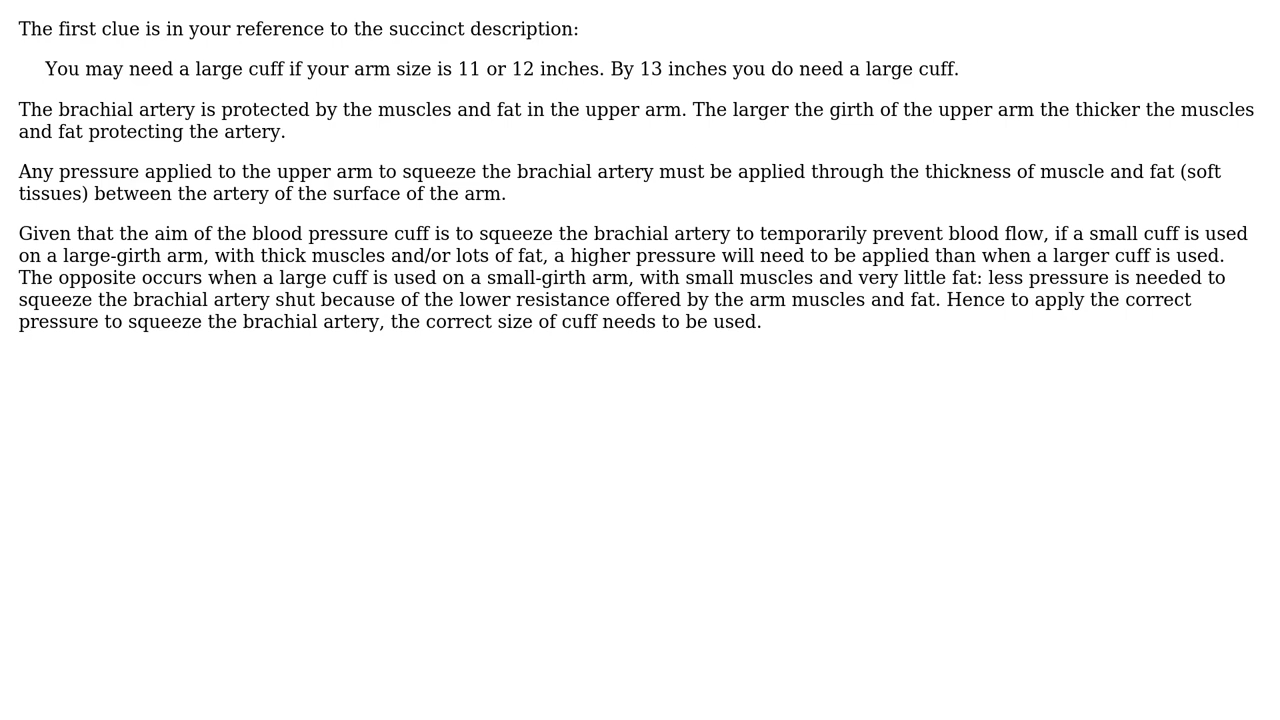 The first clue is in your reference to the succinct description:
You may need a large cuff if your arm size is 11 or 12 inches. By 13 inches you do need a large cuff.
The brachial artery is protected by the muscles and fat in the upper arm. The larger the girth of the upper arm the thicker the muscles
and fat protecting the artery.
Any pressure applied to the upper arm to squeeze the brachial artery must be applied through the thickness of muscle and fat (soft
tissues) between the artery of the surface of the arm.
Given that the aim of the blood pressure cuff is to squeeze the brachial artery to temporarily prevent blood flow, if a small cuff is used
on a large-girth arm, with thick muscles and/or lots of fat, a higher pressure will need to be applied than when a larger cuff is used.
The opposite occurs when a large cuff is used on a small-girth arm, with small muscles and very little fat: less pressure is needed to
squeeze the brachial artery shut because of the lower resistance offered by the arm muscles and fat. Hence to apply the correct
pressure to squeeze the brachial artery, the correct size of cuff needs to be used.